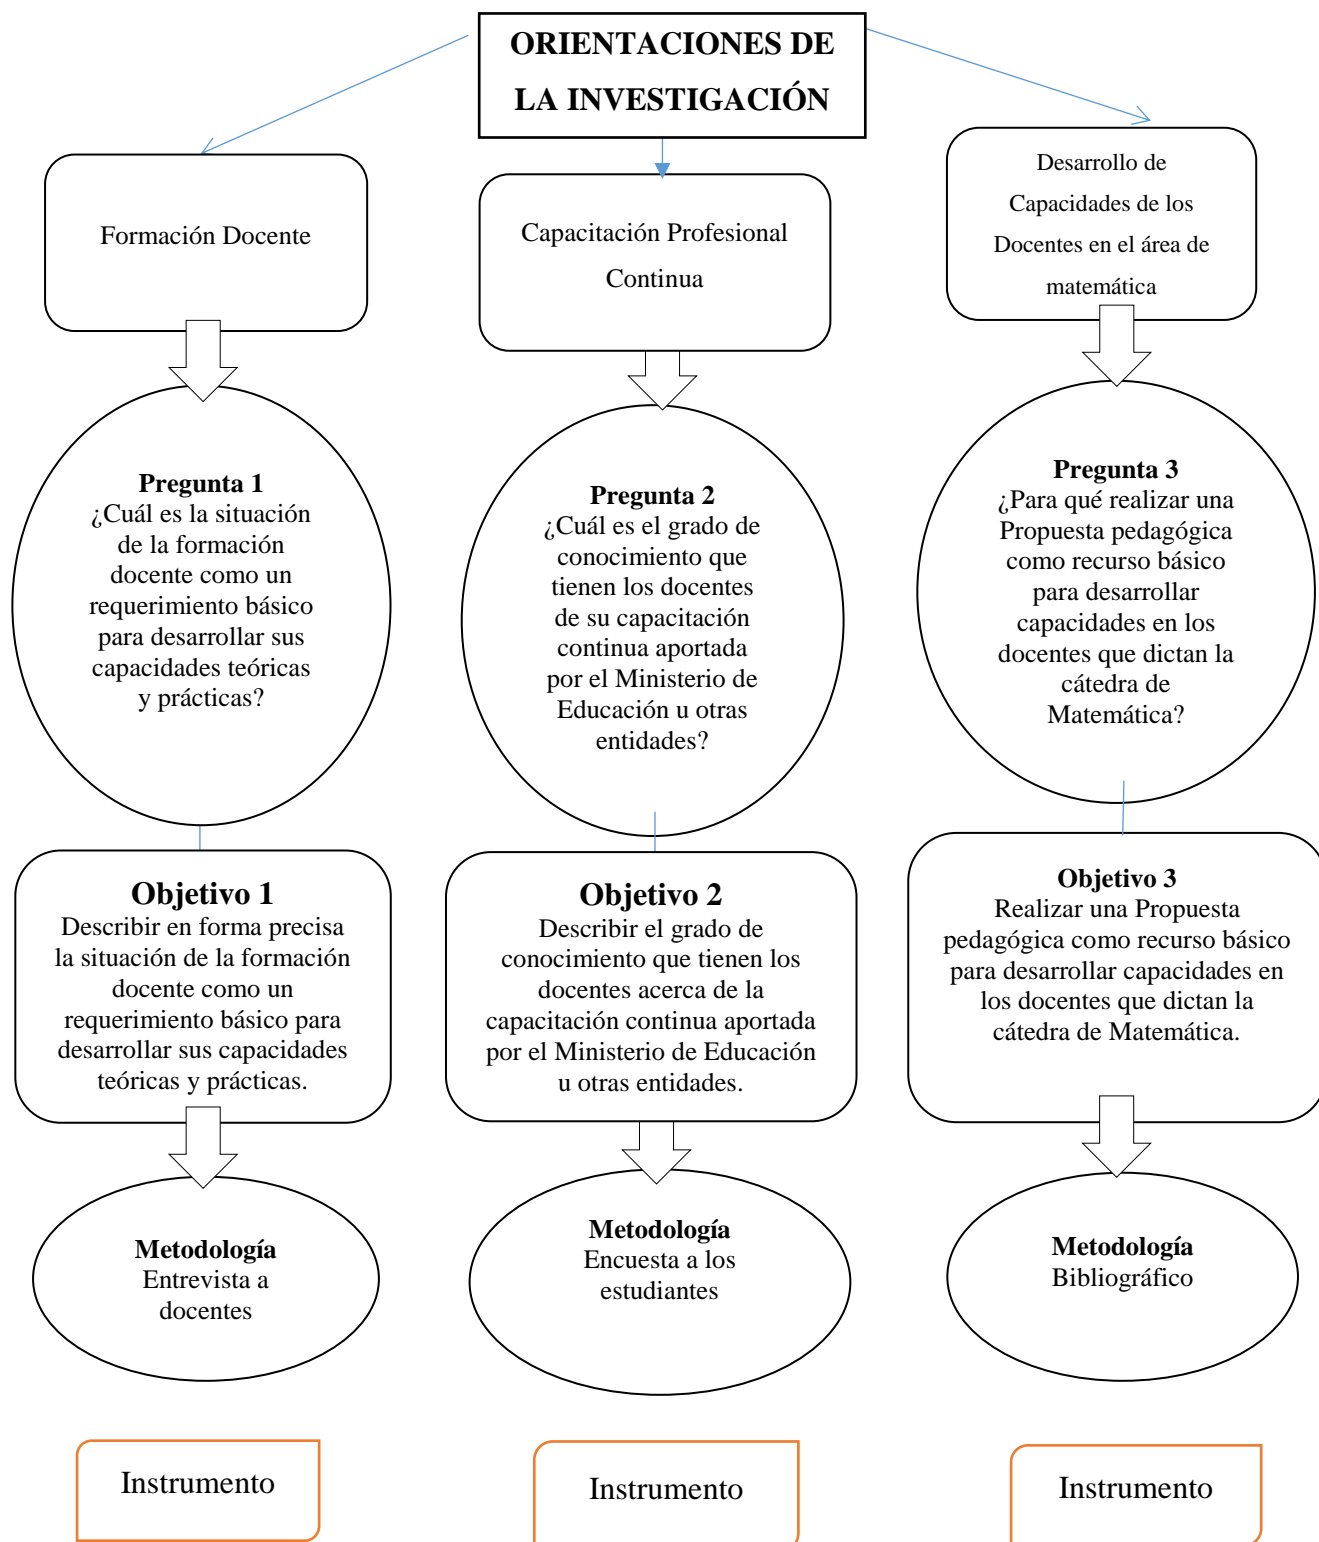 ORIENTACIONES DE
LA INVESTIGACIÓN
Formación Docente
Capacitación Profesional
Continua
Desarrollo de
Capacidades de los
Docentes en el área de
matemática
Pregunta 1
¿Cuál es la situación
de la formación
docente como un
requerimiento básico
para desarrollar sus
capacidades teóricas
y prácticas?
Pregunta 2
¿Cuál es el grado de
conocimiento que
tienen los docentes
de su capacitación
continua aportada
por el Ministerio de
Educación u otras
entidades?
Pregunta 3
¿Para qué realizar una
Propuesta pedagógica
como recurso básico
para desarrollar
capacidades en los
docentes que dictan la
cátedra de
Matemática?
Objetivo 1
Describir en forma precisa
la situación de la formación
docente como un
requerimiento básico para
desarrollar sus capacidades
teóricas y prácticas.
Objetivo 2
Describir el grado de
conocimiento que tienen los
docentes acerca de la
capacitación continua aportada
por el Ministerio de Educación
u otras entidades.
Objetivo 3
Realizar una Propuesta
pedagógica como recurso básico
para desarrollar capacidades en
los docentes que dictan la
cátedra de Matemática.
Metodología
Entrevista a
docentes
Metodología
Encuesta a los
estudiantes
Metodología
Bibliográfico
Instrumento
Instrumento
Instrumento